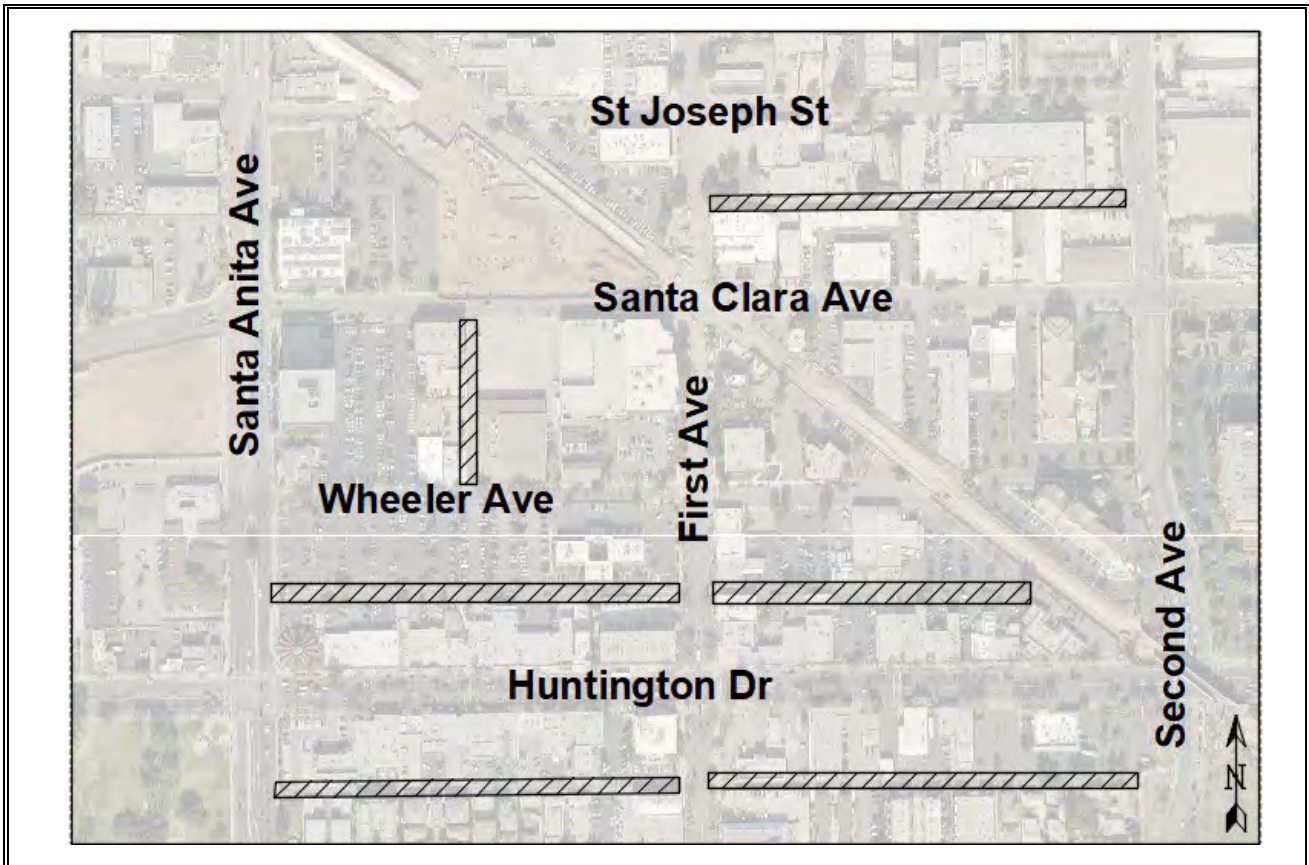 St Joseph St
Santa Anita Ave
Santa Clara Ave
First Ave
Wheeler Ave
Second Ave
Huntington Dr
N